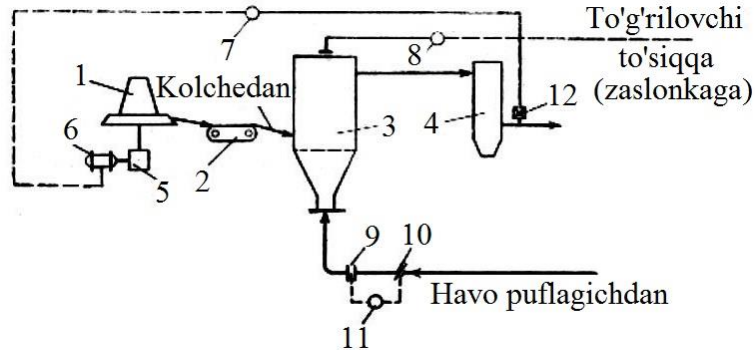 To'g'rilovchi
to'siqqa
(zaslonkaga)
7
8
1
Kolchedan
12
6
3
4
5
2
9
10
Havo puflagichdan
11